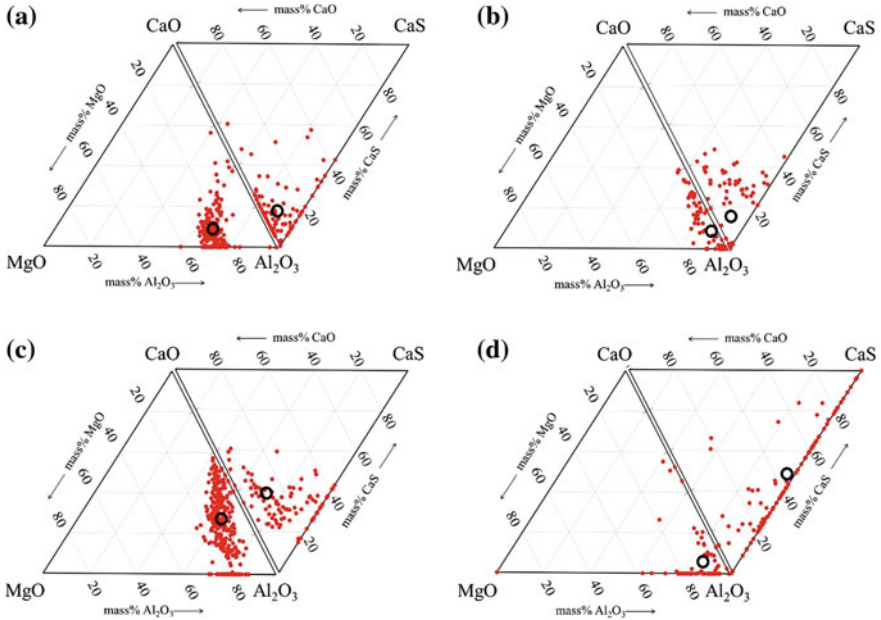 (a)
← mass% CaO
CaO
CaS
80 60 40 20
20 40 60 80
mass% MgO
← 
80 60 40 20
mass% CaS →
MgO
Al₂O₃
20 40 60 80
mass% Al₂O₃ →
(b)
← mass% CaO
CaO
CaS
80 60 40 20
20 40 60 80
mass% MgO
← 
80 60 40 20
mass% CaS →
MgO
Al₂O₃
20 40 60 80
mass% Al₂O₃ →
(c)
← mass% CaO
CaO
CaS
80 60 40 20
20 40 60 80
mass% MgO
← 
80 60 40 20
mass% CaS →
MgO
Al₂O₃
20 40 60 80
mass% Al₂O₃ →
(d)
← mass% CaO
CaO
CaS
80 60 40 20
20 40 60 80
mass% MgO
← 
80 60 40 20
mass% CaS →
MgO
Al₂O₃
20 40 60 80
mass% Al₂O₃ →